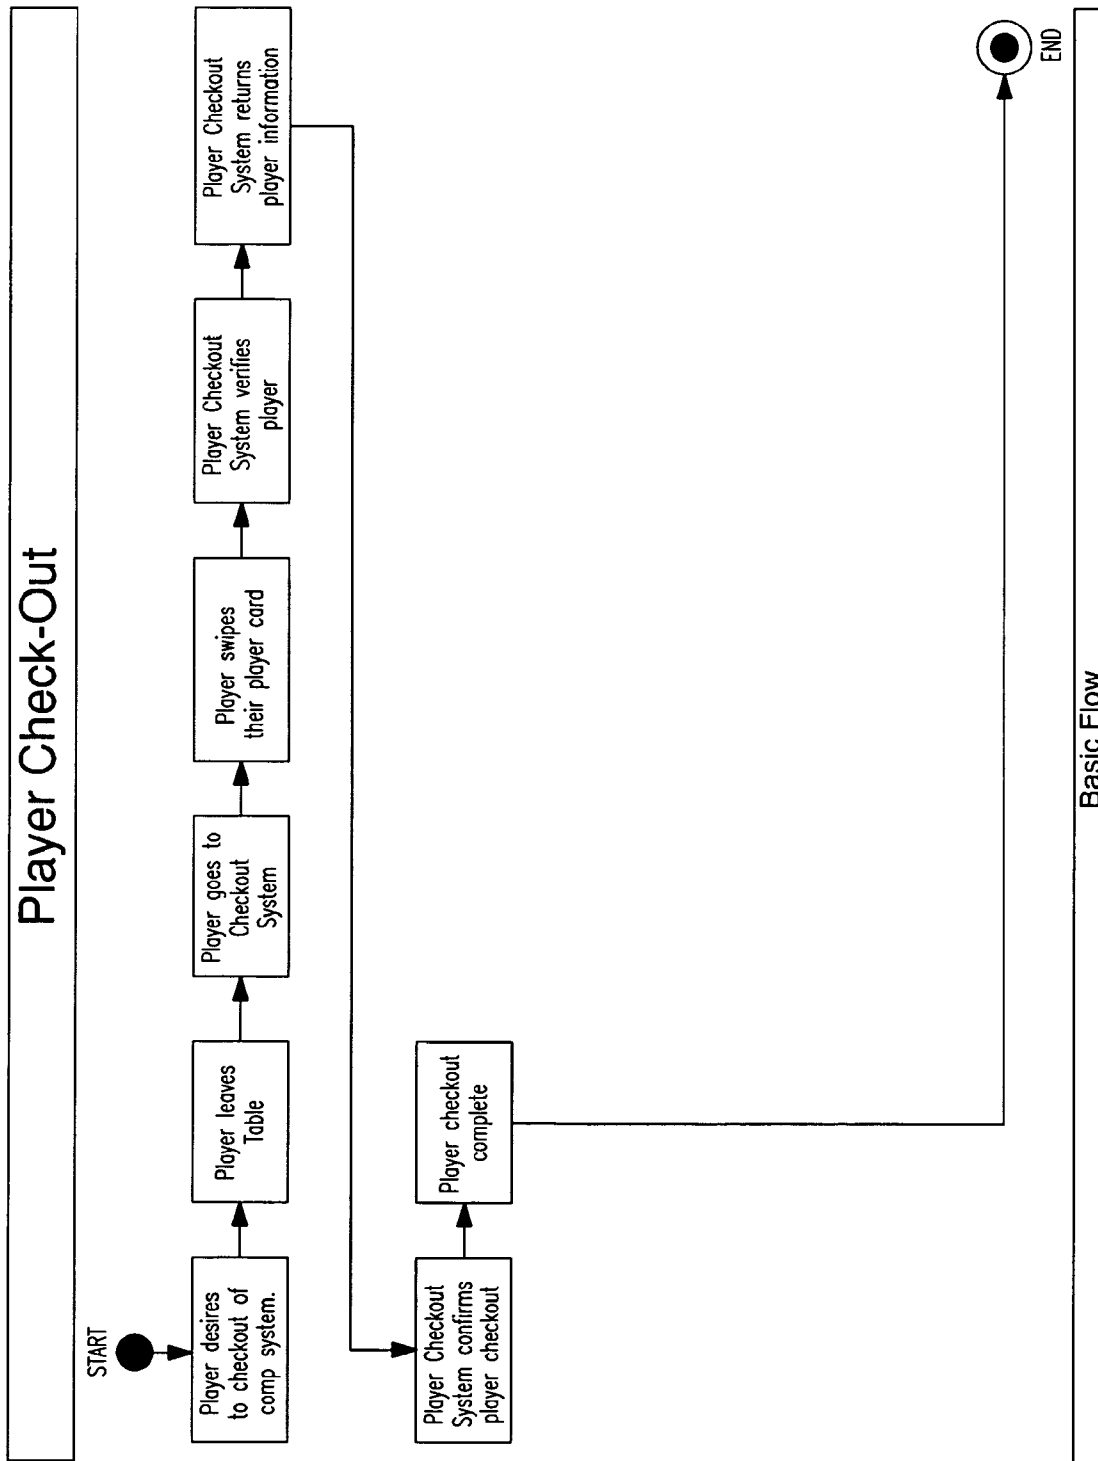 Player Check-Out
START
Player desires
to checkout of
comp system.
Player leaves
Table
Player goes to
Checkout
System
Player swipes
their player card
Player Checkout
System verifies
player
Player Checkout
System returns
player information
Player Checkout
System confirms
player checkout
Player checkout
complete
END
Basic Flow